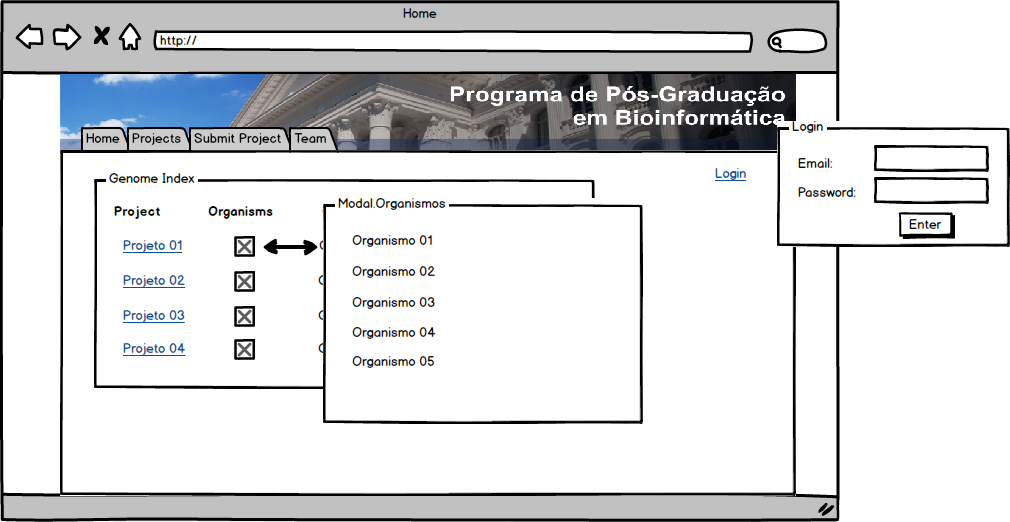 Home
http://
Programa de Pós-Graduação
em Bioinformática
Home Projects Submit Project Team
Login
Email:
Password:
Enter
Login
Genome Index
Project Organisms
Modal.Organismos
Projeto 01
Projeto 02
Projeto 03
Projeto 04
Organismo 01
Organismo 02
Organismo 03
Organismo 04
Organismo 05